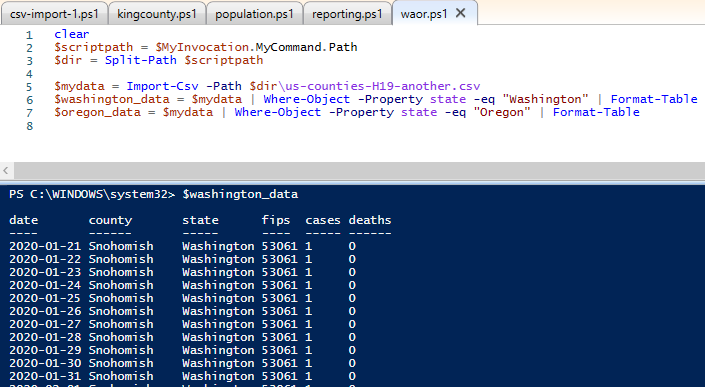 csv-import-1.ps1 kingcounty.ps1 population.ps1 reporting.ps1 waor.ps1 ✕
1 clear
2 $scriptpath = $MyInvocation.MyCommand.Path
3 $dir = Split-Path $scriptpath
4
5 $mydata = Import-Csv -Path $dir\us-counties-H19-another.csv
6 $washington_data = $mydata | Where-Object -Property state -eq "Washington" | Format-Table
7 $oregon_data = $mydata | Where-Object -Property state -eq "Oregon" | Format-Table
8
PS C:\WINDOWS\system32> $washington_data
date county state fips cases deaths
---- ------ ----- ---- ----- ------
2020-01-21 Snohomish Washington 53061 1 0
2020-01-22 Snohomish Washington 53061 1 0
2020-01-23 Snohomish Washington 53061 1 0
2020-01-24 Snohomish Washington 53061 1 0
2020-01-25 Snohomish Washington 53061 1 0
2020-01-26 Snohomish Washington 53061 1 0
2020-01-27 Snohomish Washington 53061 1 0
2020-01-28 Snohomish Washington 53061 1 0
2020-01-29 Snohomish Washington 53061 1 0
2020-01-30 Snohomish Washington 53061 1 0
2020-01-31 Snohomish Washington 53061 1 0